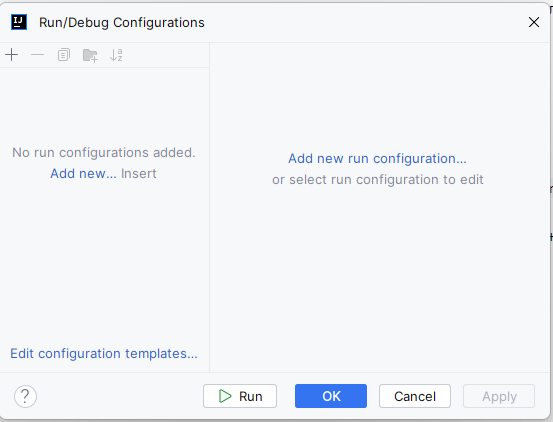 IJ
Run/Debug Configurations
No run configurations added.
Add new... Insert
Add new run configuration...
or select run configuration to edit
Edit configuration templates...
?
Run
OK
Cancel
Apply